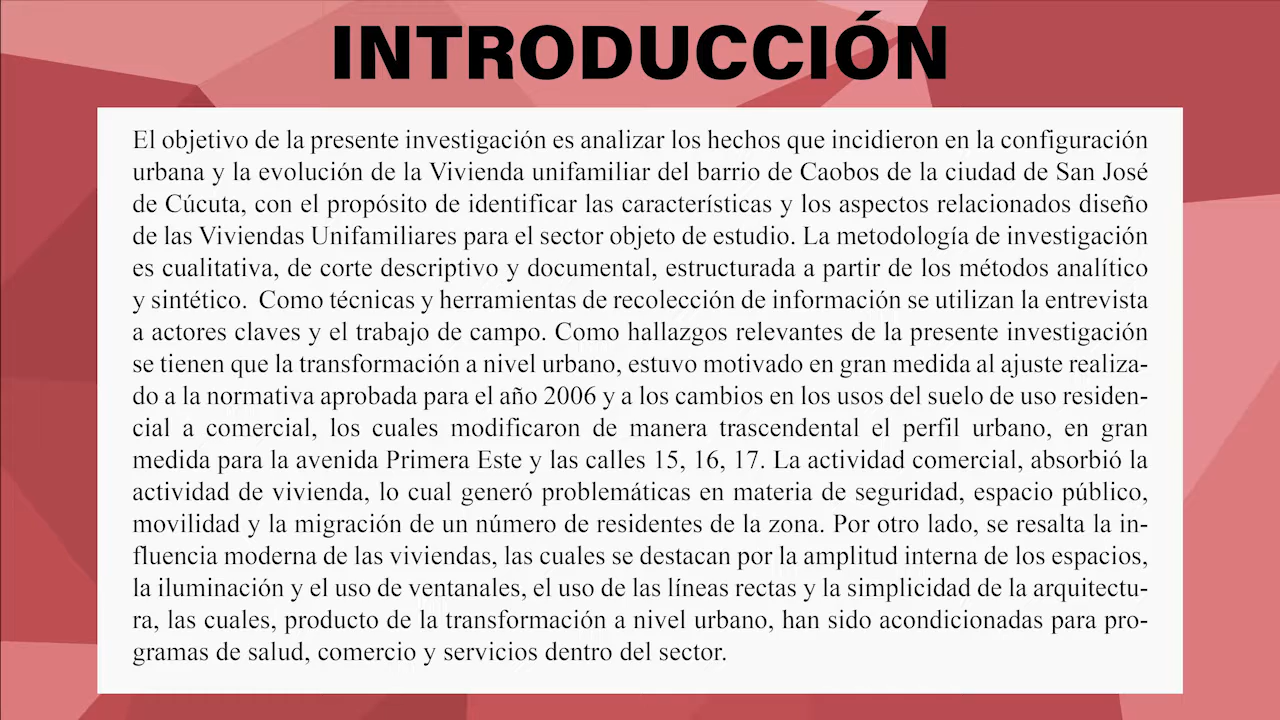 INTRODUCCIÓN
El objetivo de la presente investigación es analizar los hechos que incidieron en la configuración
urbana y la evolución de la Vivienda unifamiliar del barrio de Caobos de la ciudad de San José
de Cúcuta, con el propósito de identificar las características y los aspectos relacionados diseño
de las Viviendas Unifamiliares para el sector objeto de estudio. La metodología de investigación
es cualitativa, de corte descriptivo y documental, estructurada a partir de los métodos analítico
y sintético.  Como técnicas y herramientas de recolección de información se utilizan la entrevista
a actores claves y el trabajo de campo. Como hallazgos relevantes de la presente investigación
se tienen que la transformación a nivel urbano, estuvo motivado en gran medida al ajuste realiza-
do a la normativa aprobada para el año 2006 y a los cambios en los usos del suelo de uso residen-
cial a comercial, los cuales modificaron de manera trascendental el perfil urbano, en gran
medida para la avenida Primera Este y las calles 15, 16, 17. La actividad comercial, absorbió la
actividad de vivienda, lo cual generó problemáticas en materia de seguridad, espacio público,
movilidad y la migración de un número de residentes de la zona. Por otro lado, se resalta la in-
fluencia moderna de las viviendas, las cuales se destacan por la amplitud interna de los espacios,
la iluminación y el uso de ventanales, el uso de las líneas rectas y la simplicidad de la arquitectu-
ra, las cuales, producto de la transformación a nivel urbano, han sido acondicionadas para pro-
gramas de salud, comercio y servicios dentro del sector.